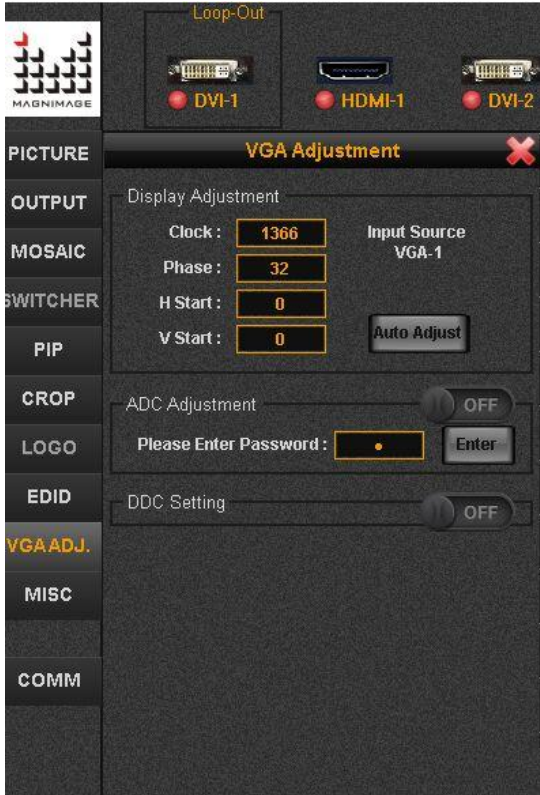 Loop-Out
MAGNIMAGE
DVI-1
HDMI-1
DVI-2
PICTURE
OUTPUT
MOSAIC
SWITCHER
PIP
CROP
LOGO
EDID
VGA ADJ.
MISC
COMM
VGA Adjustment
Display Adjustment
Clock : 1366
Phase : 32
H Start : 0
V Start : 0
Input Source
VGA-1
Auto Adjust
ADC Adjustment OFF
Please Enter Password : • Enter
DDC Setting OFF